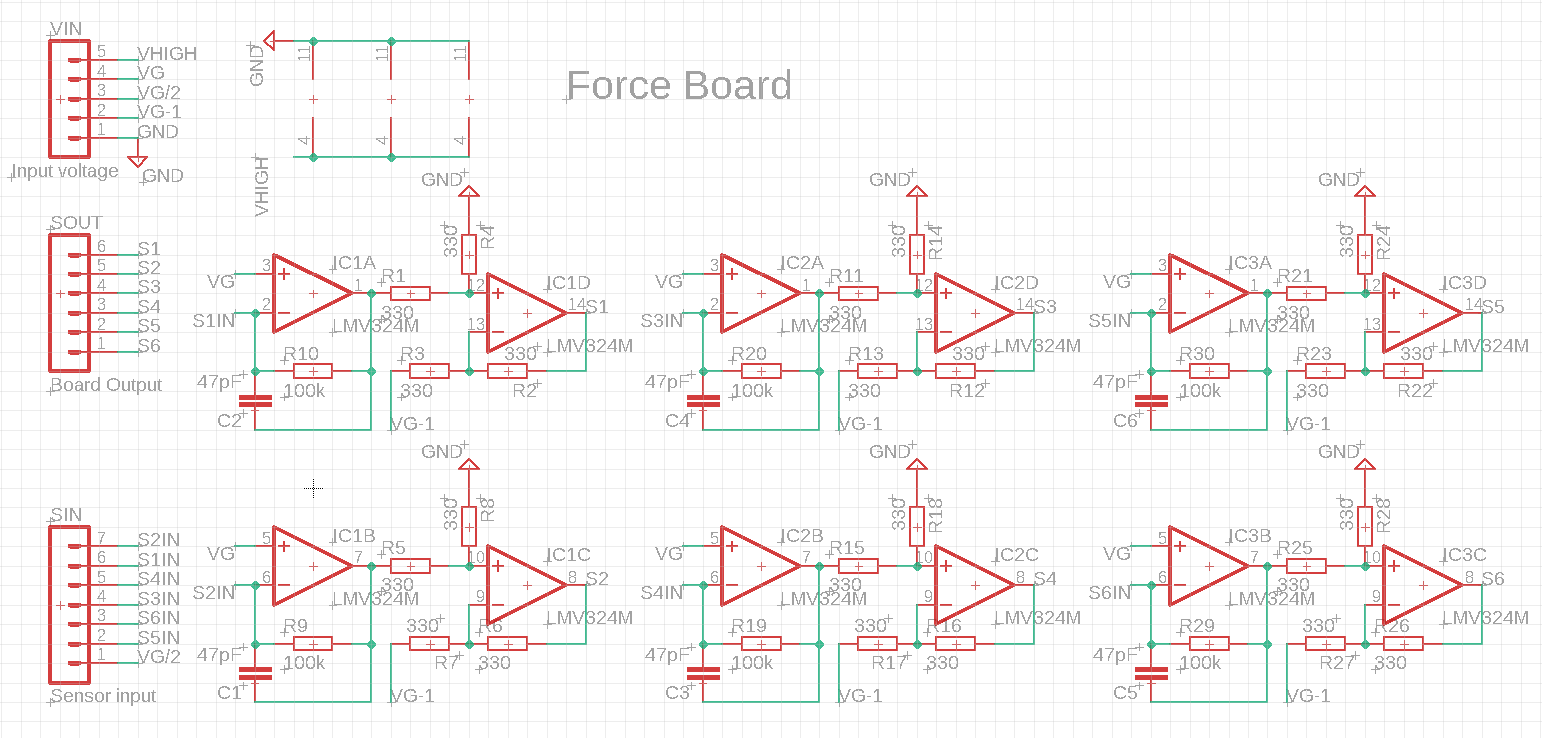 Force Board
VIN
5 VHIGH
4 VG
3 VG/2
2 VG-1
1 GND
Input voltage
GND
GND
11 11 11
4 4 4
VHIGH
SOUT
6 S1
5 S2
4 S3
3 S4
2 S5
1 S6
Board Output
SIN
7 S2IN
6 S1IN
5 S4IN
4 S3IN
3 S6IN
2 S5IN
1 VG/2
Sensor input
GND
330 R4
IC1A
VG 3
S1IN 2
1
R1
330
LMV324M
12
13
IC1D
14 S1
LMV324M
R10
100k
R3
330
330
R2
47pF
C2
VG-1
GND
330 R14
IC2A
VG 3
S3IN 2
1
R11
330
LMV324M
12
13
IC2D
14 S3
LMV324M
R20
100k
R13
330
330
R12
47pF
C4
VG-1
GND
330 R24
IC3A
VG 3
S5IN 2
1
R21
330
LMV324M
12
13
IC3D
14 S5
LMV324M
R30
100k
R23
330
330
R22
47pF
C6
VG-1
GND
330 R8
IC1B
VG 5
S2IN 6
7
R5
330
LMV324M
10
9
IC1C
8 S2
LMV324M
R9
100k
330
R7
R6
330
47pF
C1
VG-1
GND
330 R18
IC2B
VG 5
S4IN 6
7
R15
330
LMV324M
10
9
IC2C
8 S4
LMV324M
R19
100k
330
R17
R16
330
47pF
C3
VG-1
GND
330 R28
IC3B
VG 5
S6IN 6
7
R25
330
LMV324M
10
9
IC3C
8 S6
LMV324M
R29
100k
330
R27
R26
330
47pF
C5
VG-1